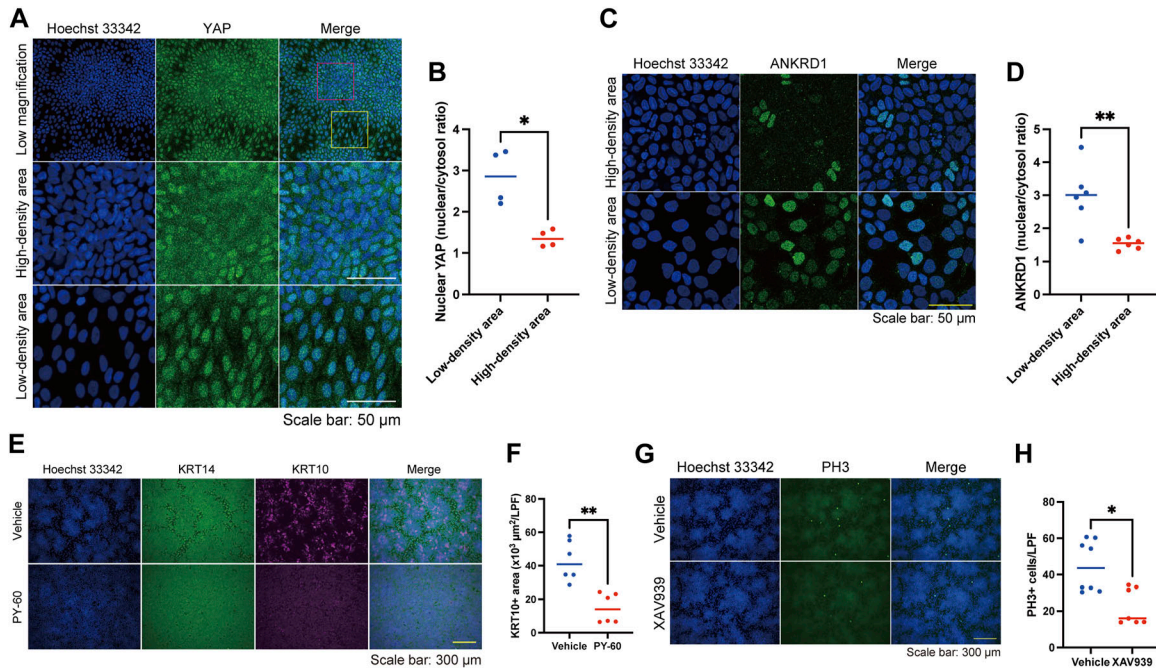 A
Hoechst 33342 YAP Merge
Low magnification
High-density area
Low-density area
Scale bar: 50 µm
B
Nuclear YAP (nuclear/cytosol ratio)
4
3
2
1
0
*
Low-density area
High-density area
C
Hoechst 33342 ANKRD1 Merge
High-density area
Low-density area
Scale bar: 50 µm
D
ANKRD1 (nuclear/cytosol ratio)
5
4
3
2
1
0
**
Low-density area
High-density area
E
Hoechst 33342 KRT14 KRT10 Merge
Vehicle
PY-60
Scale bar: 300 µm
F
KRT10+ area (x10³ µm²/LPF)
80
60
40
20
0
**
Vehicle PY-60
G
Hoechst 33342 PH3 Merge
Vehicle
XAV939
Scale bar: 300 µm
H
PH3+ cells/LPF
80
60
40
20
0
*
Vehicle XAV939